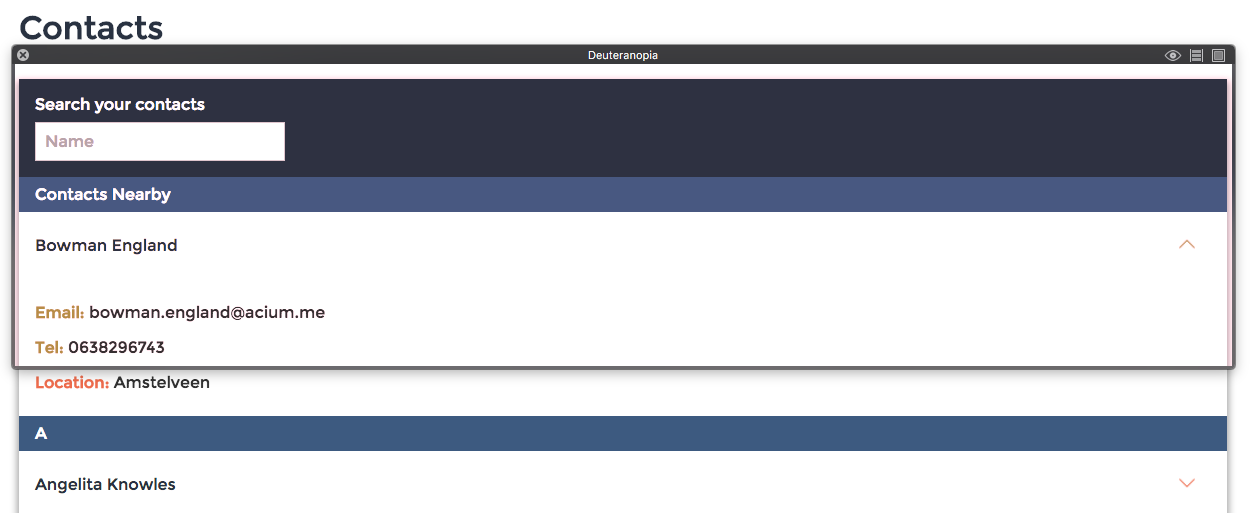 Contacts
Deuteranopia
Search your contacts
Name
Contacts Nearby
Bowman England
Email: bowman.england@acium.me
Tel: 0638296743
Location: Amstelveen
A
Angelita Knowles